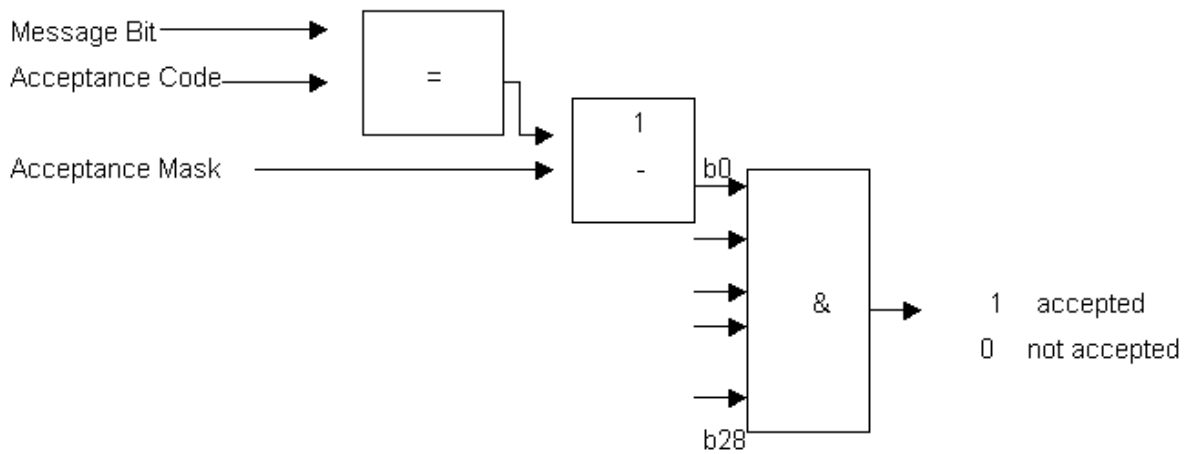 Message Bit
Acceptance Code
=
1
-
Acceptance Mask
b0
&
1 accepted
0 not accepted
b28